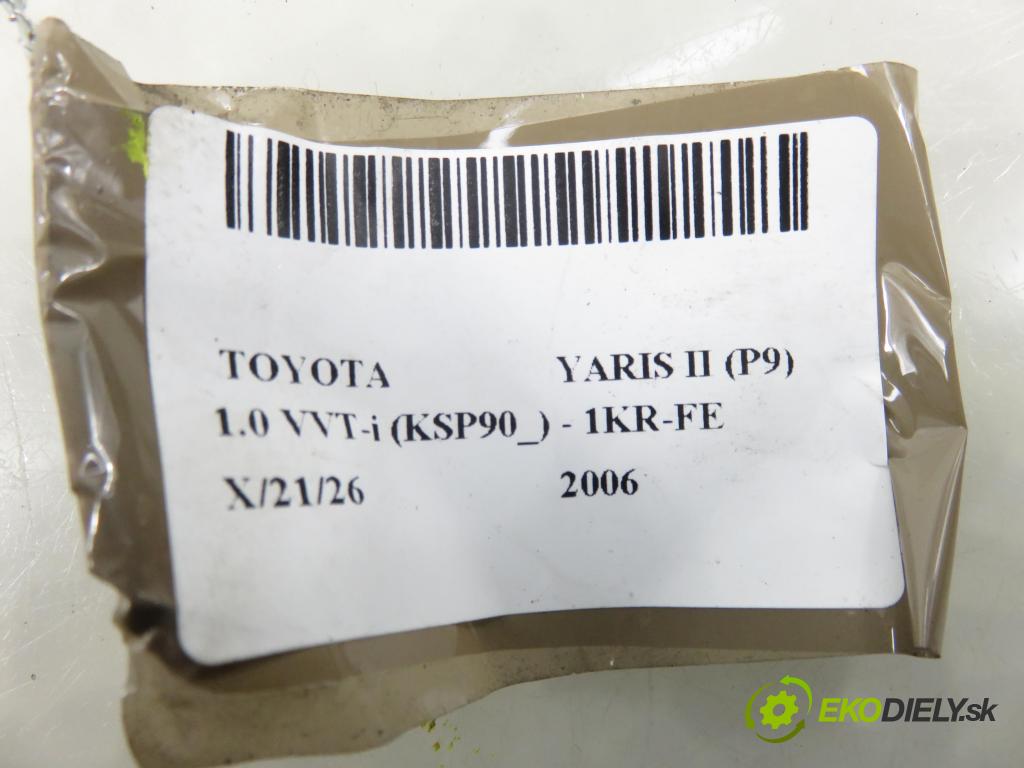 TOYOTA YARIS II (P9)
1.0 VVT-i (KSP90_) - 1KR-FE
X/21/26 2006
EKODIELY.sk